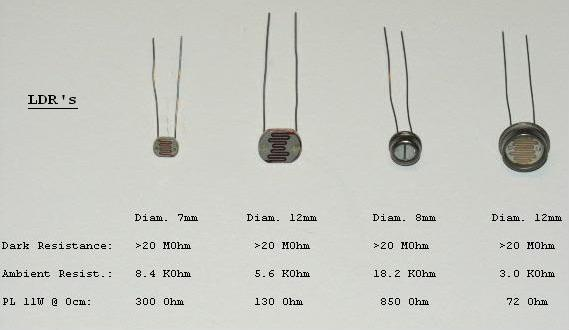 LDR's
Diam. 7mm Diam. 12mm Diam. 8mm Diam. 12mm
Dark Resistance: >20 MOhm >20 MOhm >20 MOhm >20 MOhm
Ambient Resist.: 8.4 KOhm 5.6 KOhm 18.2 KOhm 3.0 KOhm
PL 11W @ 0cm: 300 Ohm 130 Ohm 850 Ohm 72 Ohm